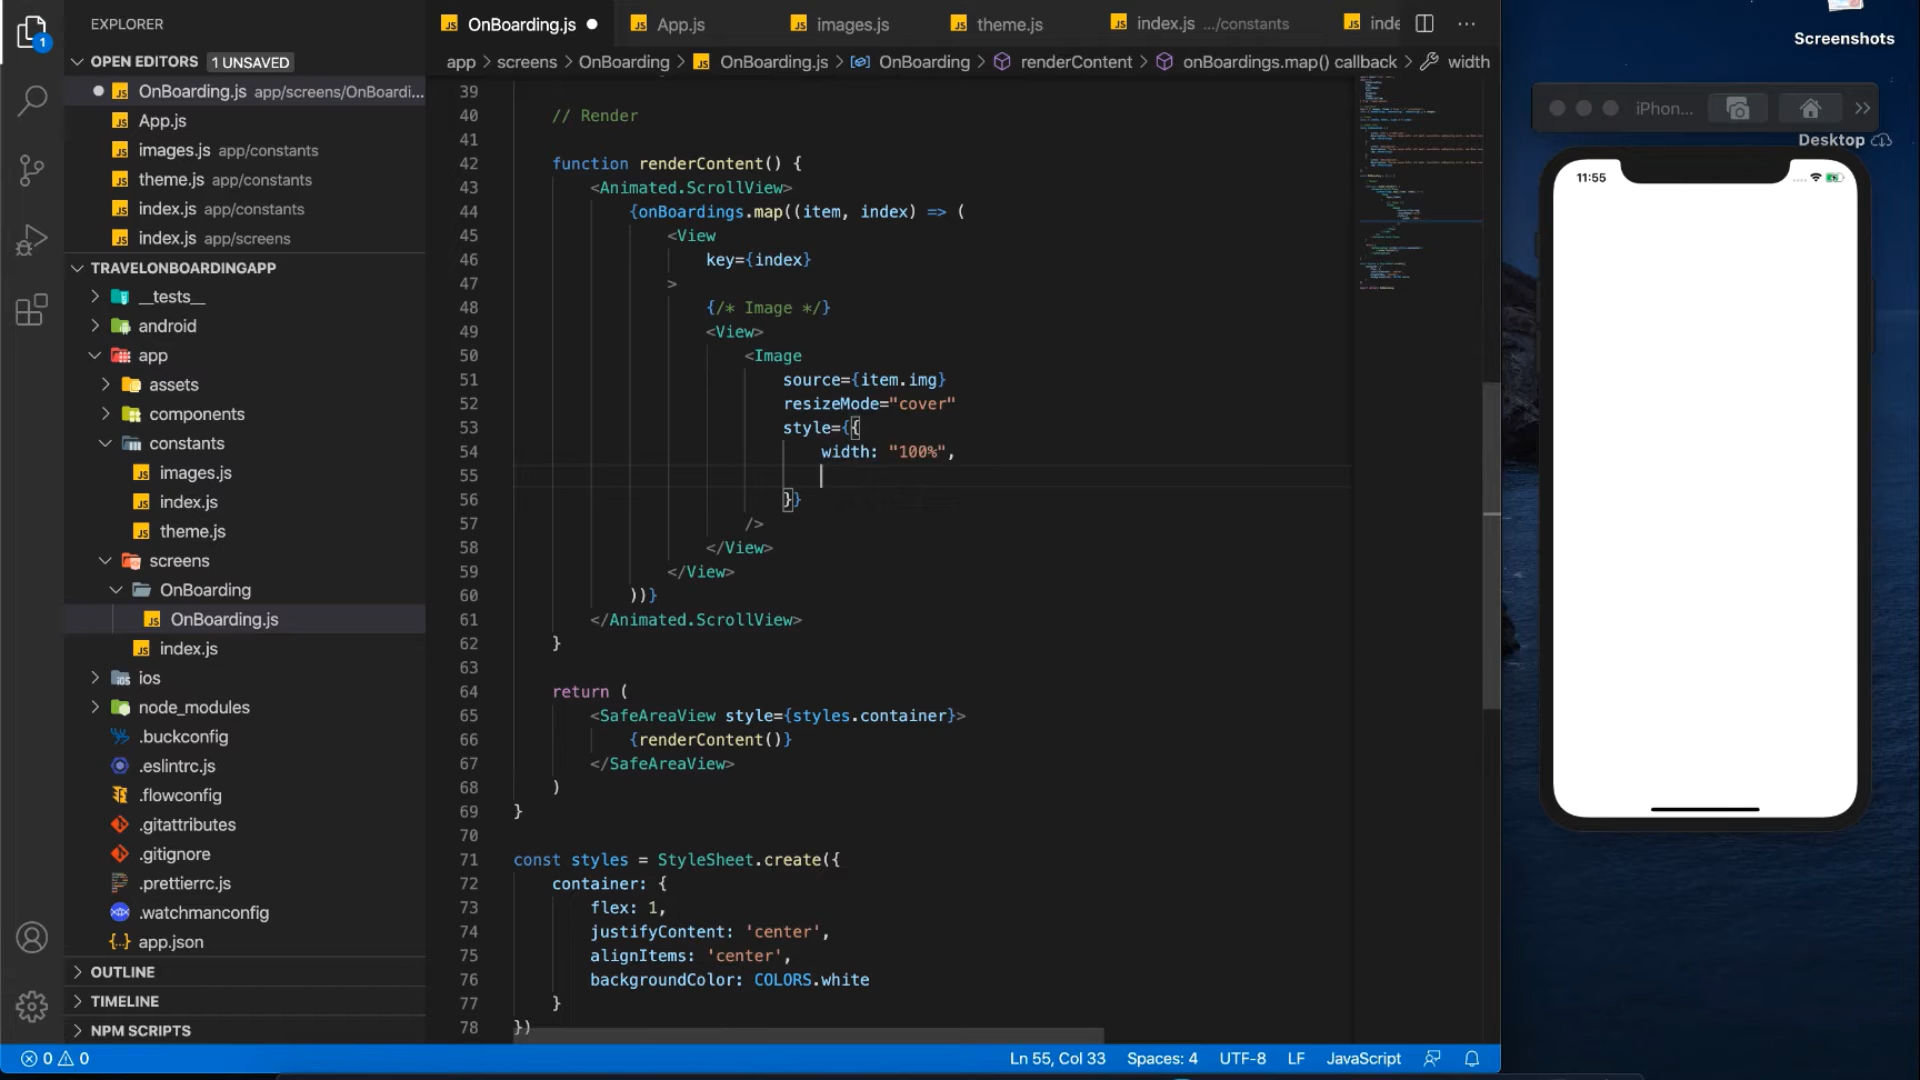 EXPLORER
OPEN EDITORS 1 UNSAVED
OnBoarding.js app/screens/OnBoardi...
App.js
images.js app/constants
theme.js app/constants
index.js app/constants
index.js app/screens
TRAVELONBOARDINGAPP
__tests__
android
app
assets
components
constants
images.js
index.js
theme.js
screens
OnBoarding
OnBoarding.js
index.js
ios
node_modules
.buckconfig
.eslintrc.js
.flowconfig
.gitattributes
.gitignore
.prettierrc.js
.watchmanconfig
app.json
OUTLINE
TIMELINE
NPM SCRIPTS
OnBoarding.js App.js images.js theme.js index.js .../constants inde
app > screens > OnBoarding > OnBoarding.js > OnBoarding > renderContent > onBoardings.map() callback > width
39
40 // Render
41
42 function renderContent() {
43 <Animated.ScrollView>
44 {onBoardings.map((item, index) => (
45 <View
46 key={index}
47 >
48 {/* Image */}
49 <View>
50 <Image
51 source={item.img}
52 resizeMode="cover"
53 style={{
54 width: "100%",
55
56 }}
57 />
58 </View>
59 </View>
60 ))}
61 </Animated.ScrollView>
62 }
63
64 return (
65 <SafeAreaView style={styles.container}>
66 {renderContent()}
67 </SafeAreaView>
68 )
69 }
70
71 const styles = StyleSheet.create({
72 container: {
73 flex: 1,
74 justifyContent: 'center',
75 alignItems: 'center',
76 backgroundColor: COLORS.white
77 }
78 })
0 0 Ln 55, Col 33 Spaces: 4 UTF-8 LF JavaScript
Screenshots
iPhon...
Desktop
11:55